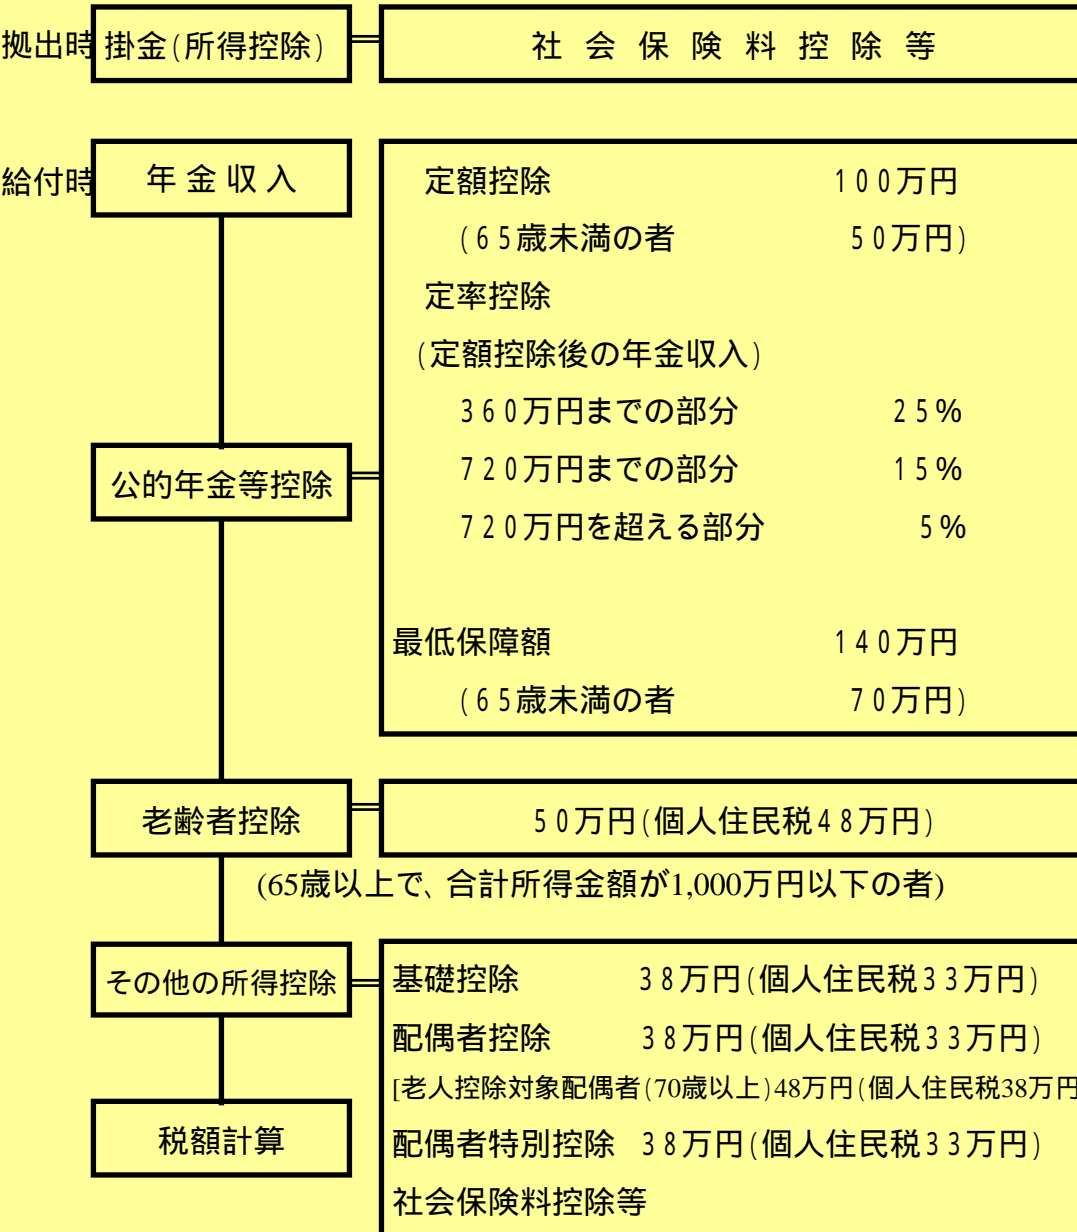 拠出時 掛金(所得控除) 社会保険料控除等
給付時 年金収入
定額控除 100万円
(65歳未満の者 50万円)
定率控除
(定額控除後の年金収入)
360万円までの部分 25%
公的年金等控除
720万円までの部分 15%
720万円を超える部分 5%
最低保障額 140万円
(65歳未満の者 70万円)
老齢者控除 50万円(個人住民税48万円)
(65歳以上で、合計所得金額が1,000万円以下の者)
その他の所得控除
基礎控除 38万円(個人住民税33万円)
配偶者控除 38万円(個人住民税33万円)
[老人控除対象配偶者(70歳以上)48万円(個人住民税38万円
税額計算
配偶者特別控除 38万円(個人住民税33万円)
社会保険料控除等